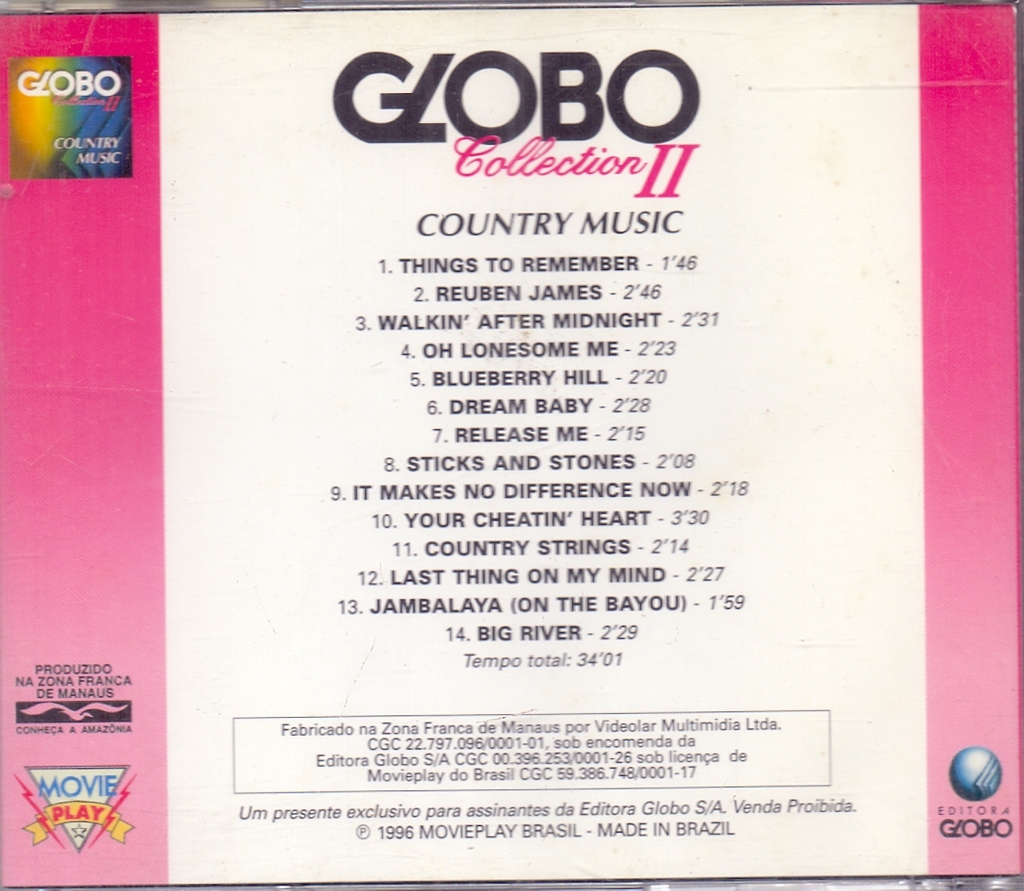 GLOBO
Collection II
COUNTRY
MUSIC
GLOBO
Collection II
COUNTRY MUSIC
1. THINGS TO REMEMBER - 1'46
2. REUBEN JAMES - 2'46
3. WALKIN' AFTER MIDNIGHT - 2'31
4. OH LONESOME ME - 2'23
5. BLUEBERRY HILL - 2'20
6. DREAM BABY - 2'28
7. RELEASE ME - 2'15
8. STICKS AND STONES - 2'08
9. IT MAKES NO DIFFERENCE NOW - 2'18
10. YOUR CHEATIN' HEART - 3'30
11. COUNTRY STRINGS - 2'14
12. LAST THING ON MY MIND - 2'27
13. JAMBALAYA (ON THE BAYOU) - 1'59
14. BIG RIVER - 2'29
Tempo total: 34'01
PRODUZIDO
NA ZONA FRANCA
DE MANAUS
CONHEÇA A AMAZÔNIA
MOVIE
PLAY
Fabricado na Zona Franca de Manaus por Videolar Multimidia Ltda.
CGC 22.797.096/0001-01, sob encomenda da
Editora Globo S/A CGC 00.396.253/0001-26 sob licença de
Movieplay do Brasil CGC 59.386.748/0001-17
Um presente exclusivo para assinantes da Editora Globo S/A. Venda Proibida.
℗ 1996 MOVIEPLAY BRASIL - MADE IN BRAZIL
EDITORA
GLOBO